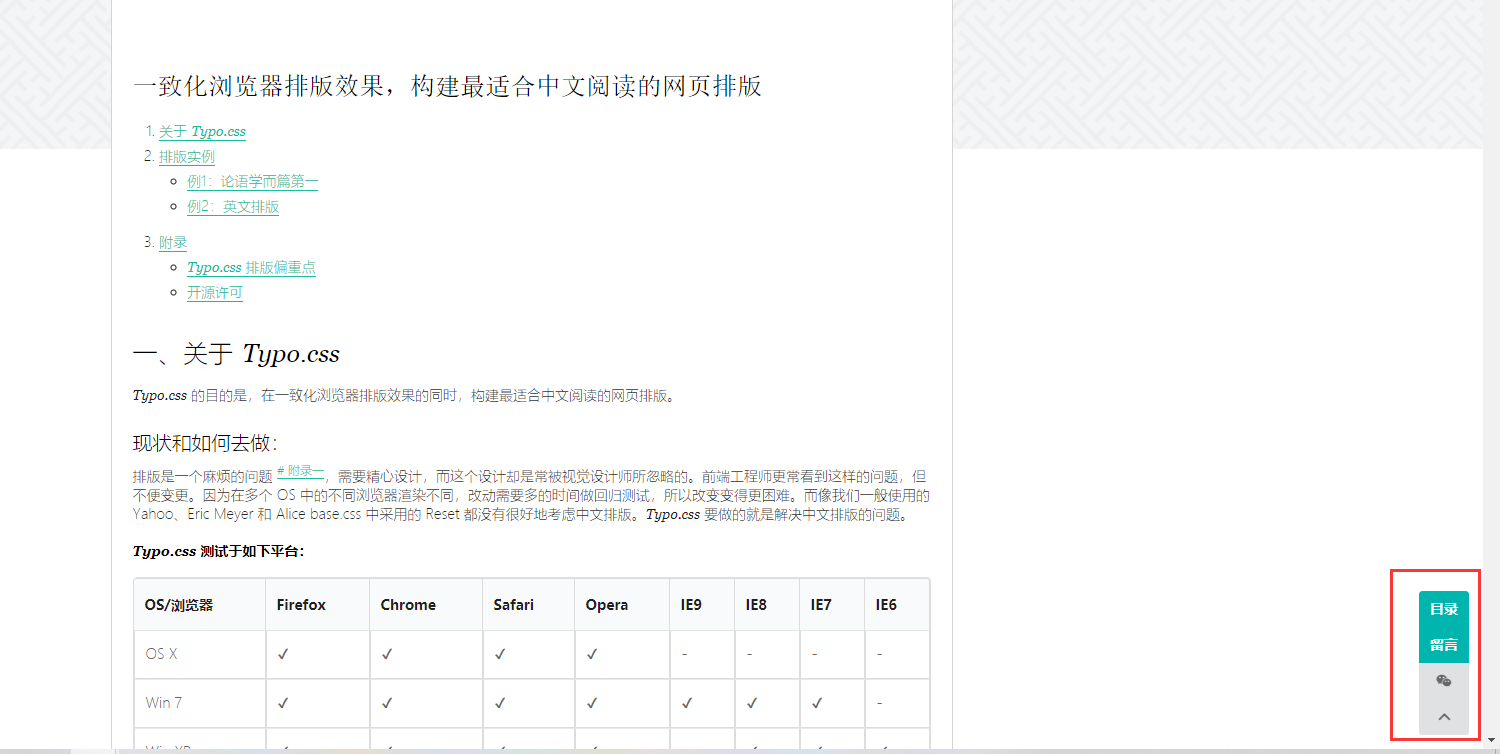 一致化浏览器排版效果，构建最适合中文阅读的网页排版
1. 关于 Typo.css
2. 排版实例
例1：论语学而篇第一
例2：英文排版
3. 附录
Typo.css 排版偏重点
开源许可
一、关于 Typo.css
Typo.css 的目的是，在一致化浏览器排版效果的同时，构建最适合中文阅读的网页排版。
现状和如何去做：
排版是一个麻烦的问题 # 附录一，需要精心设计，而这个设计却是常被视觉设计师所忽略的。前端工程师更常看到这样的问题，但
不便变更。因为在多个 OS 中的不同浏览器渲染不同，改动需要多的时间做回归测试，所以改变变得更困难。而像我们一般使用的
Yahoo、Eric Meyer 和 Alice base.css 中采用的 Reset 都没有很好地考虑中文排版。Typo.css 要做的就是解决中文排版的问题。
Typo.css 测试于如下平台：
OS/浏览器 Firefox Chrome Safari Opera IE9 IE8 IE7 IE6
OS X ✓ ✓ ✓ ✓ - - - -
Win 7 ✓ ✓ ✓ ✓ ✓ ✓ ✓ -
目录
留言